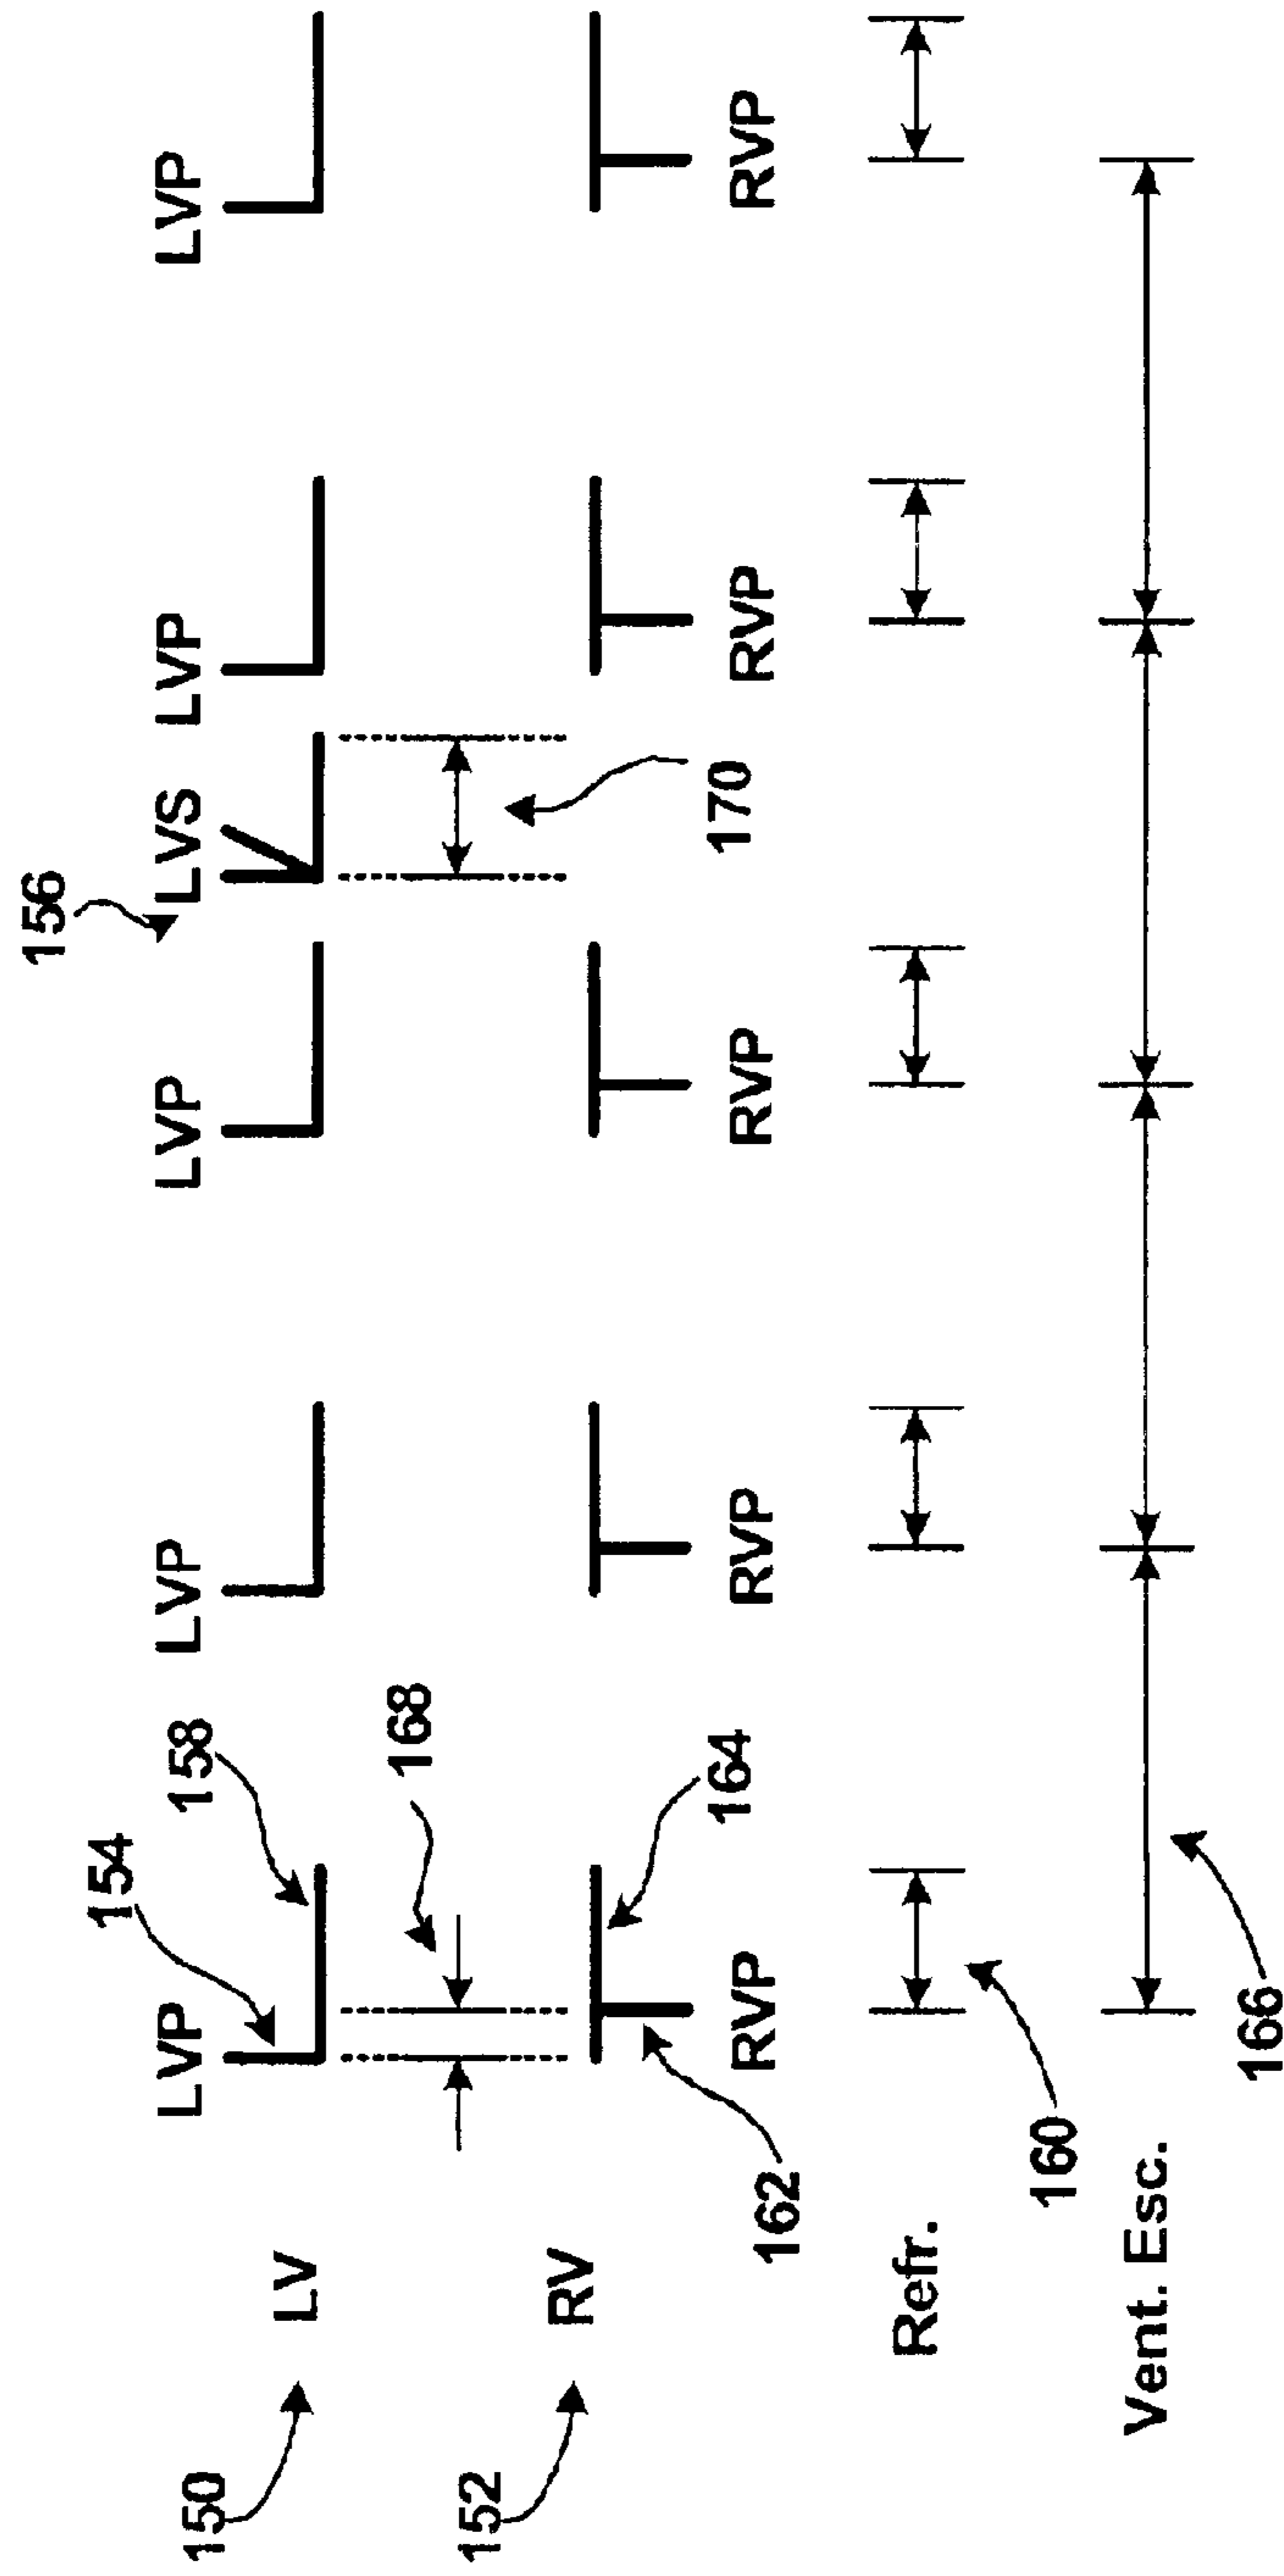 156
LVP LVP LVP LVS LVP LVP
154 158
150 LV
168
152 RV
170
164
RVP RVP RVP RVP RVP
162
Refr.
160
Vent. Esc.
166